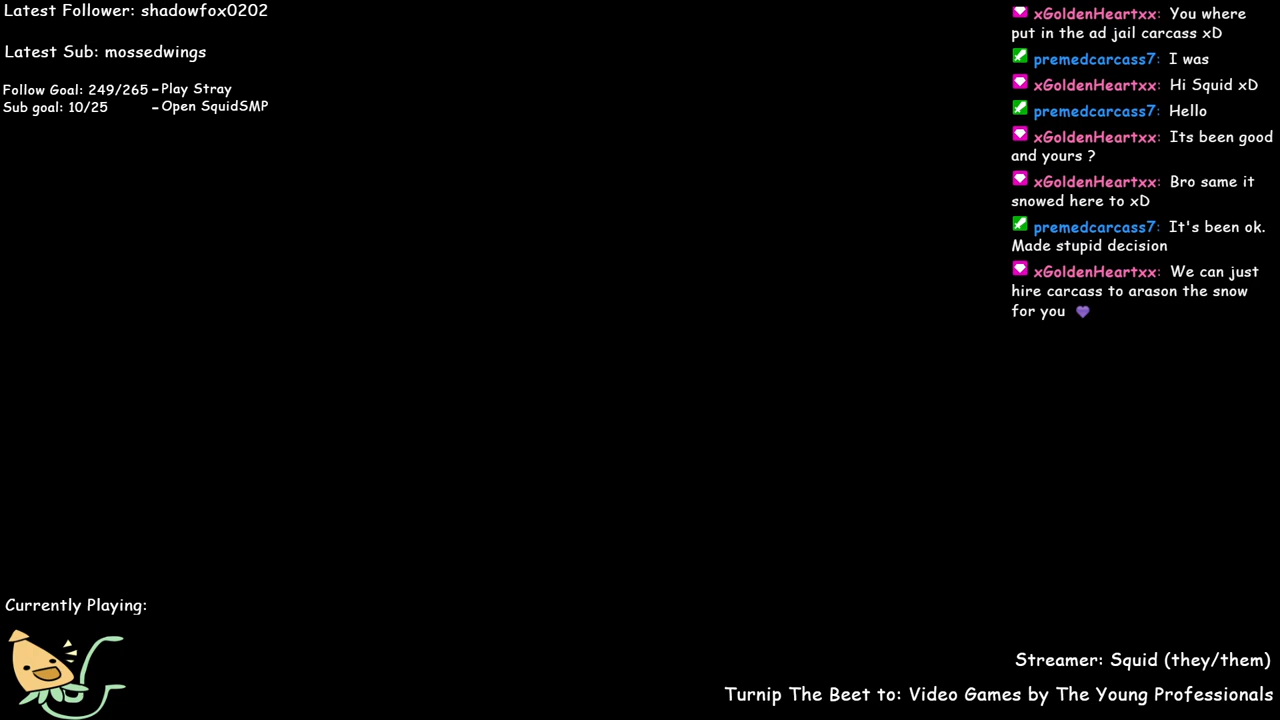 Latest Follower: shadowfox0202
Latest Sub: mossedwings
Follow Goal: 249/265 - Play Stray
Sub goal: 10/25 - Open SquidSMP
xGoldenHeartxx: You where
put in the ad jail carcass xD
premedcarcass7: I was
xGoldenHeartxx: Hi Squid xD
premedcarcass7: Hello
xGoldenHeartxx: Its been good
and yours ?
xGoldenHeartxx: Bro same it
snowed here to xD
premedcarcass7: It's been ok.
Made stupid decision
xGoldenHeartxx: We can just
hire carcass to arason the snow
for you
Currently Playing:
Streamer: Squid (they/them)
Turnip The Beet to: Video Games by The Young Professionals